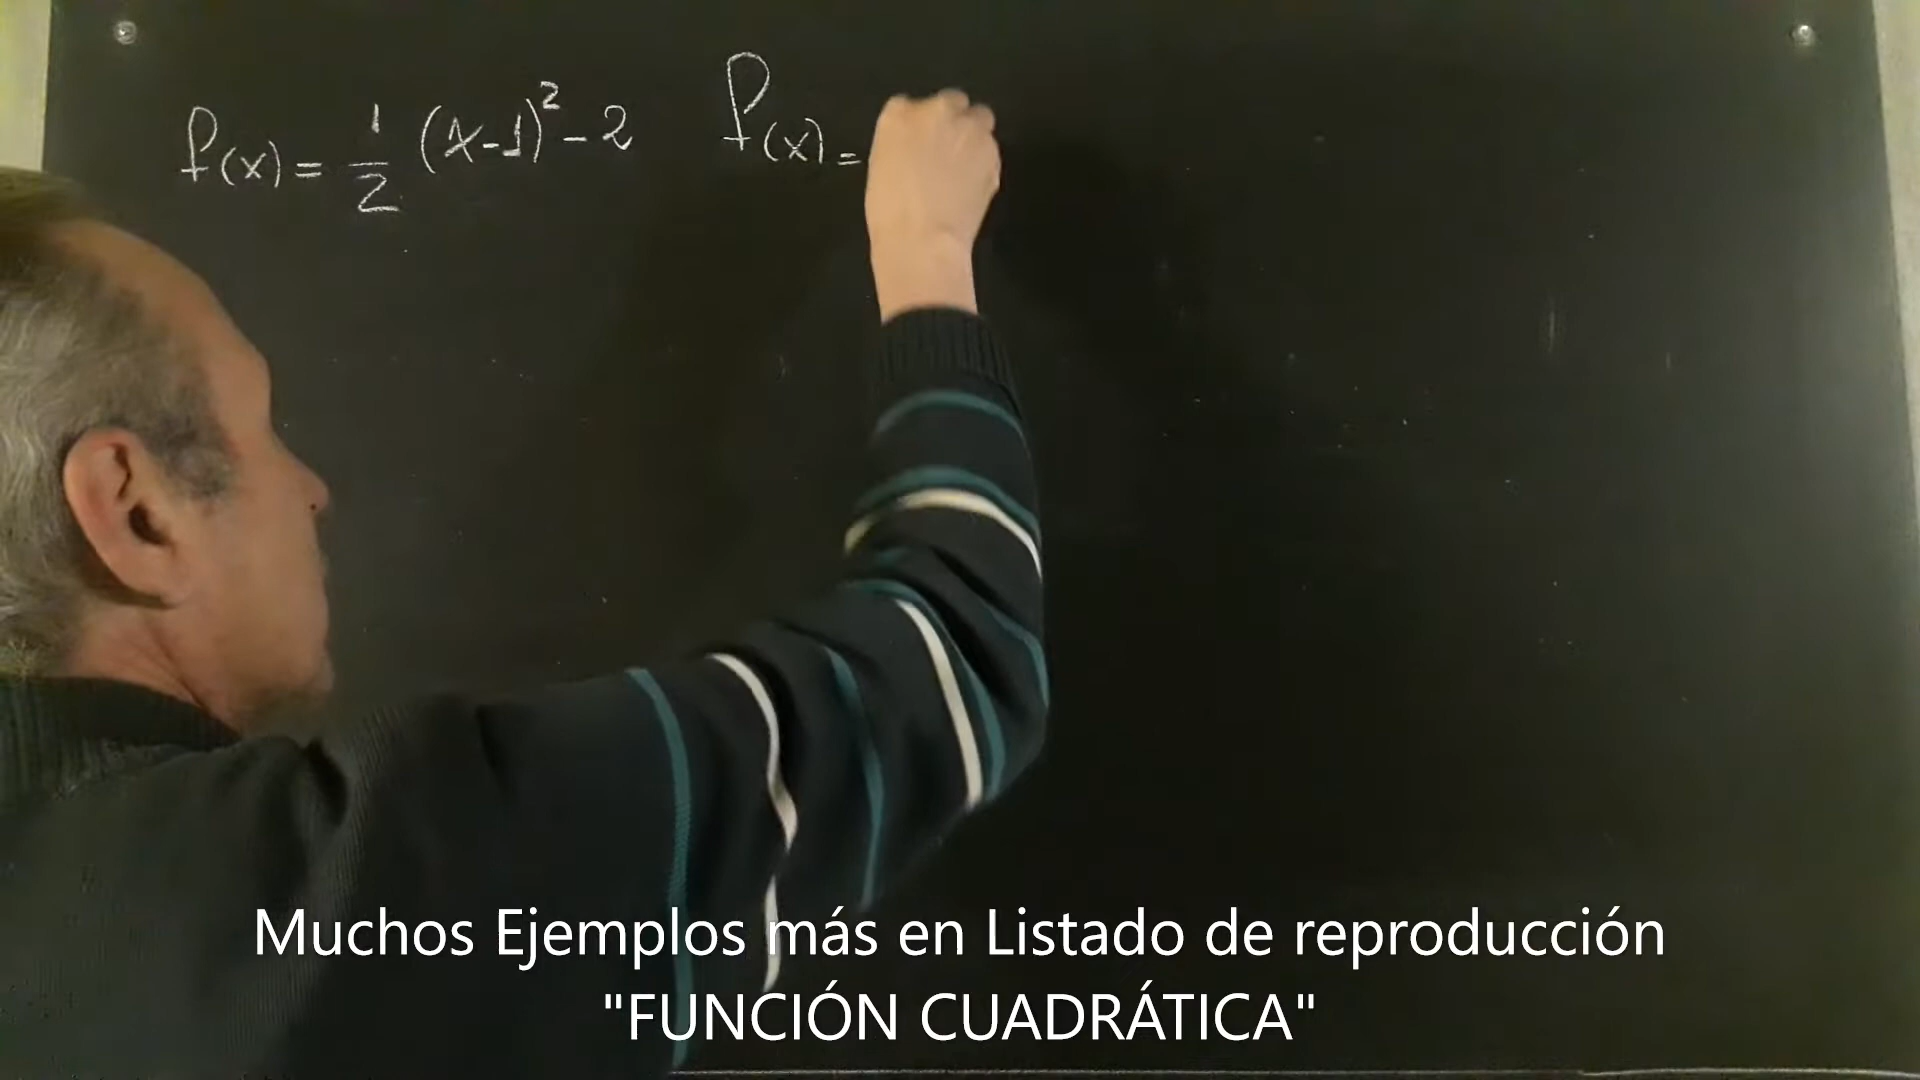 f(x) = 1/2 (x-1)² - 2   f(x) =
Muchos Ejemplos más en Listado de reproducción
"FUNCIÓN CUADRÁTICA"